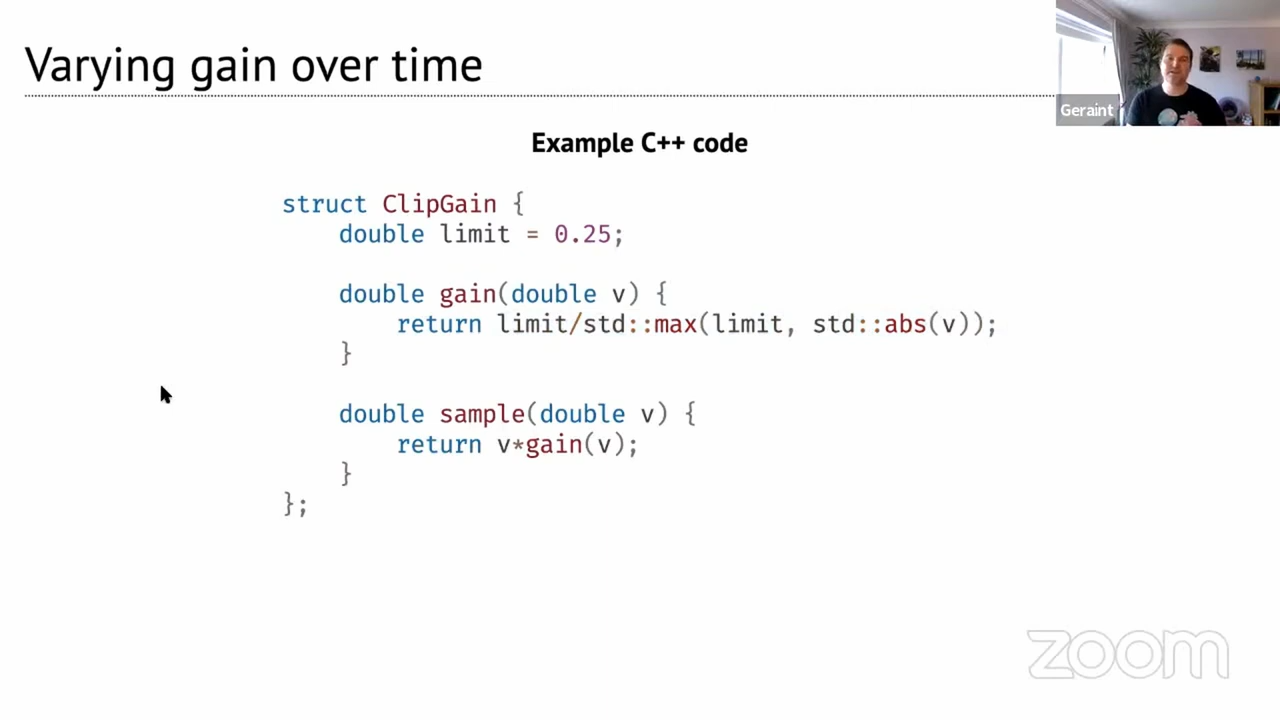 Varying gain over time
Geraint
Example C++ code
struct ClipGain {
    double limit = 0.25;
    double gain(double v) {
        return limit/std::max(limit, std::abs(v));
    }
    double sample(double v) {
        return v*gain(v);
    }
};
zoom